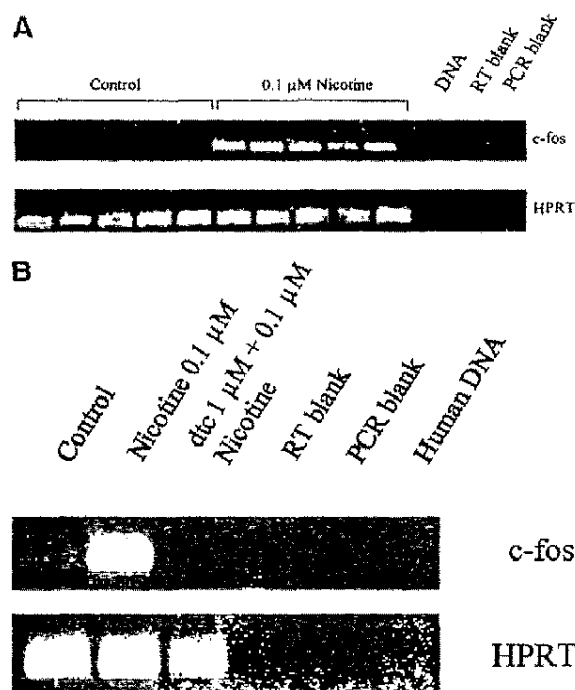 A
Control
0.1 µM Nicotine
DNA
RT blank
PCR blank
c-fos
HPRT
B
Control
Nicotine 0.1 µM
dtc 1 µM + 0.1 µM
Nicotine
RT blank
PCR blank
Human DNA
c-fos
HPRT